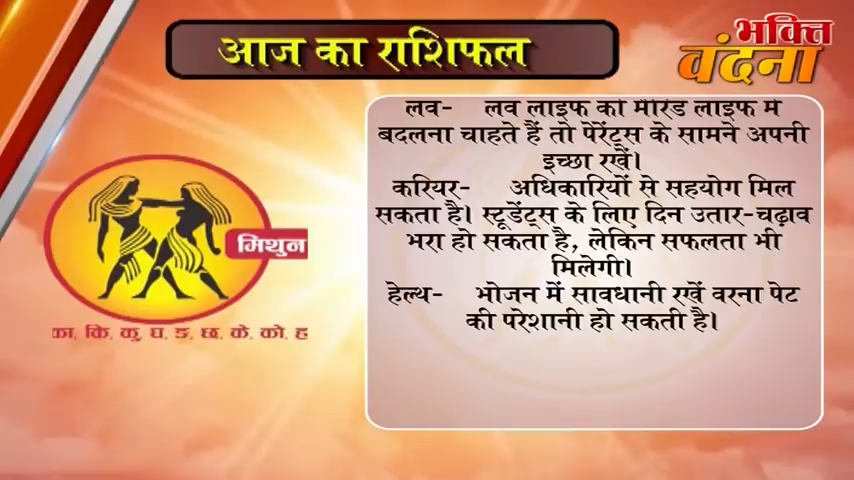 आज का राशिफल
भक्ति
वंदना
लव- लव लाइफ को मैरिड लाइफ में
बदलना चाहते हैं तो पेरेंट्स के सामने अपनी
इच्छा रखें।
करियर- अधिकारियों से सहयोग मिल
सकता है। स्टूडेंट्स के लिए दिन उतार-चढ़ाव
भरा हो सकता है, लेकिन सफलता भी
मिलेगी।
हेल्थ- भोजन में सावधानी रखें वरना पेट
की परेशानी हो सकती है।
मिथुन
का, कि, कु, घ, ङ, छ, के, को, ह